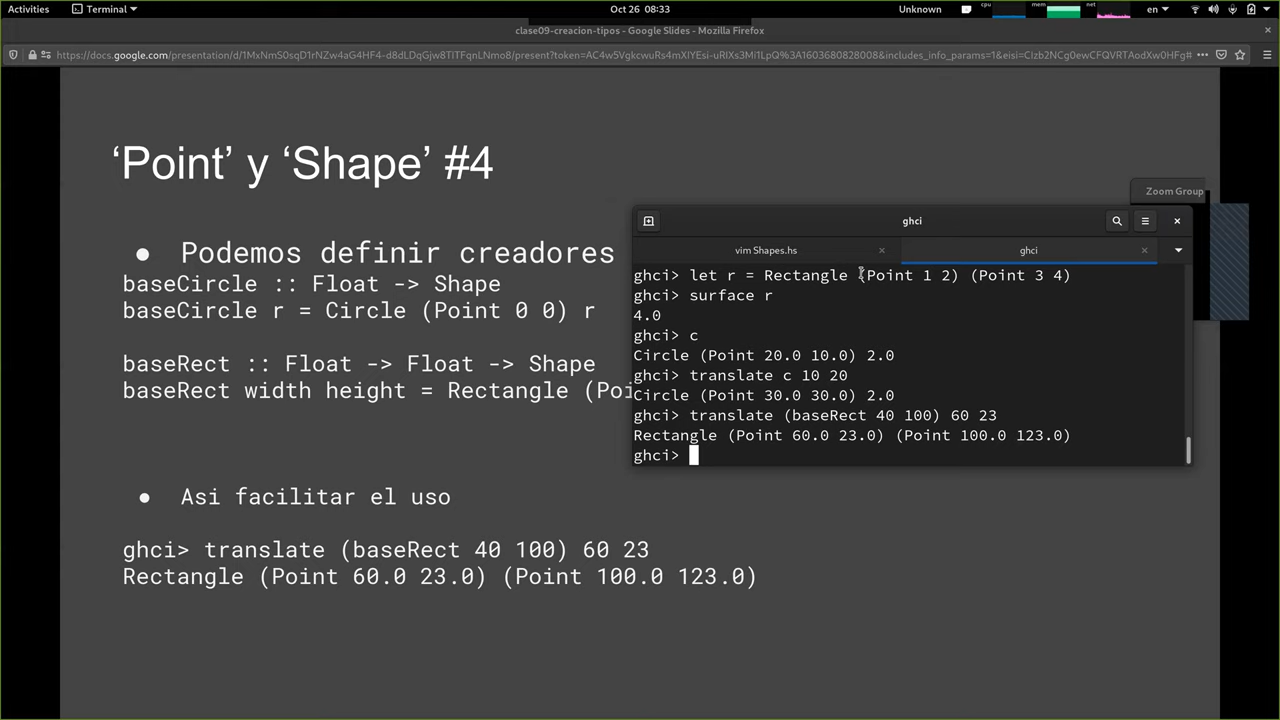 Activities
Terminal
Oct 26 08:33
Unknown
cpu
mem
net
en
clase09-creacion-tipos - Google Slides - Mozilla Firefox
‘Point’ y ‘Shape’ #4
Zoom Group
● Podemos definir creadores
baseCircle :: Float -> Shape
baseCircle r = Circle (Point 0 0) r
baseRect :: Float -> Float -> Shape
baseRect width height = Rectangle (Poi
● Asi facilitar el uso
ghci> translate (baseRect 40 100) 60 23
Rectangle (Point 60.0 23.0) (Point 100.0 123.0)
ghci
vim Shapes.hs
ghci
ghci> let r = Rectangle (Point 1 2) (Point 3 4)
ghci> surface r
4.0
ghci> c
Circle (Point 20.0 10.0) 2.0
ghci> translate c 10 20
Circle (Point 30.0 30.0) 2.0
ghci> translate (baseRect 40 100) 60 23
Rectangle (Point 60.0 23.0) (Point 100.0 123.0)
ghci>